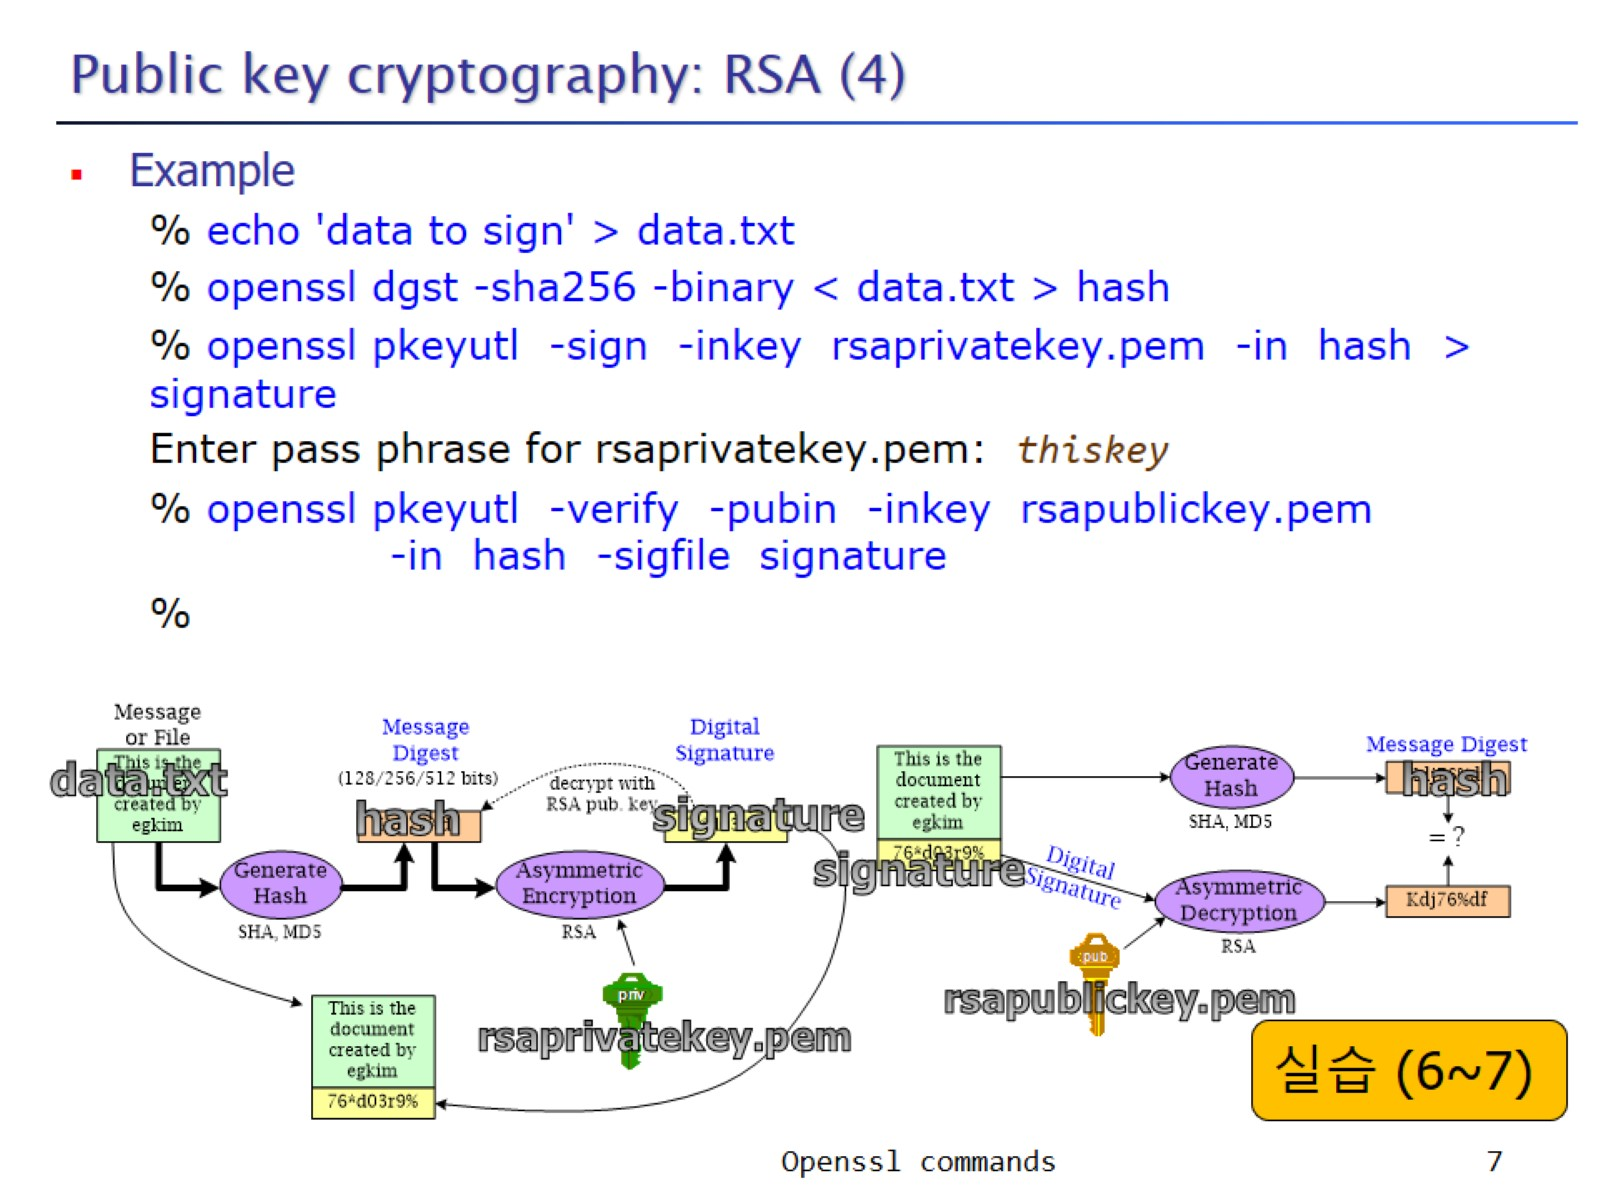 Public key cryptography: RSA (4)
Example
% echo 'data to sign' > data.txt
% openssl dgst -sha256 -binary < data.txt > hash
% openssl pkeyutl -sign -inkey rsaprivatekey.pem -in hash >
signature
Enter pass phrase for rsaprivatekey.pem: thiskey
% openssl pkeyutl -verify -pubin -inkey rsapublickey.pem
-in hash -sigfile signature
%
Message
or File
This is the
data.txt
created by
egkim
Generate
Hash
SHA, MD5
Message
Digest
(128/256/512 bits)
hash
decrypt with
RSA pub. key
Asymmetric
Encryption
RSA
priv
rsaprivatekey.pem
Digital
Signature
signature
This is the
document
created by
egkim
76*d03r9%
This is the
document
created by
egkim
76*d03r9%
signature
Digital
Signature
Generate
Hash
SHA, MD5
Message Digest
hash
= ?
Asymmetric
Decryption
RSA
Kdj76%df
pub
rsapublickey.pem
실습 (6~7)
Openssl commands
7